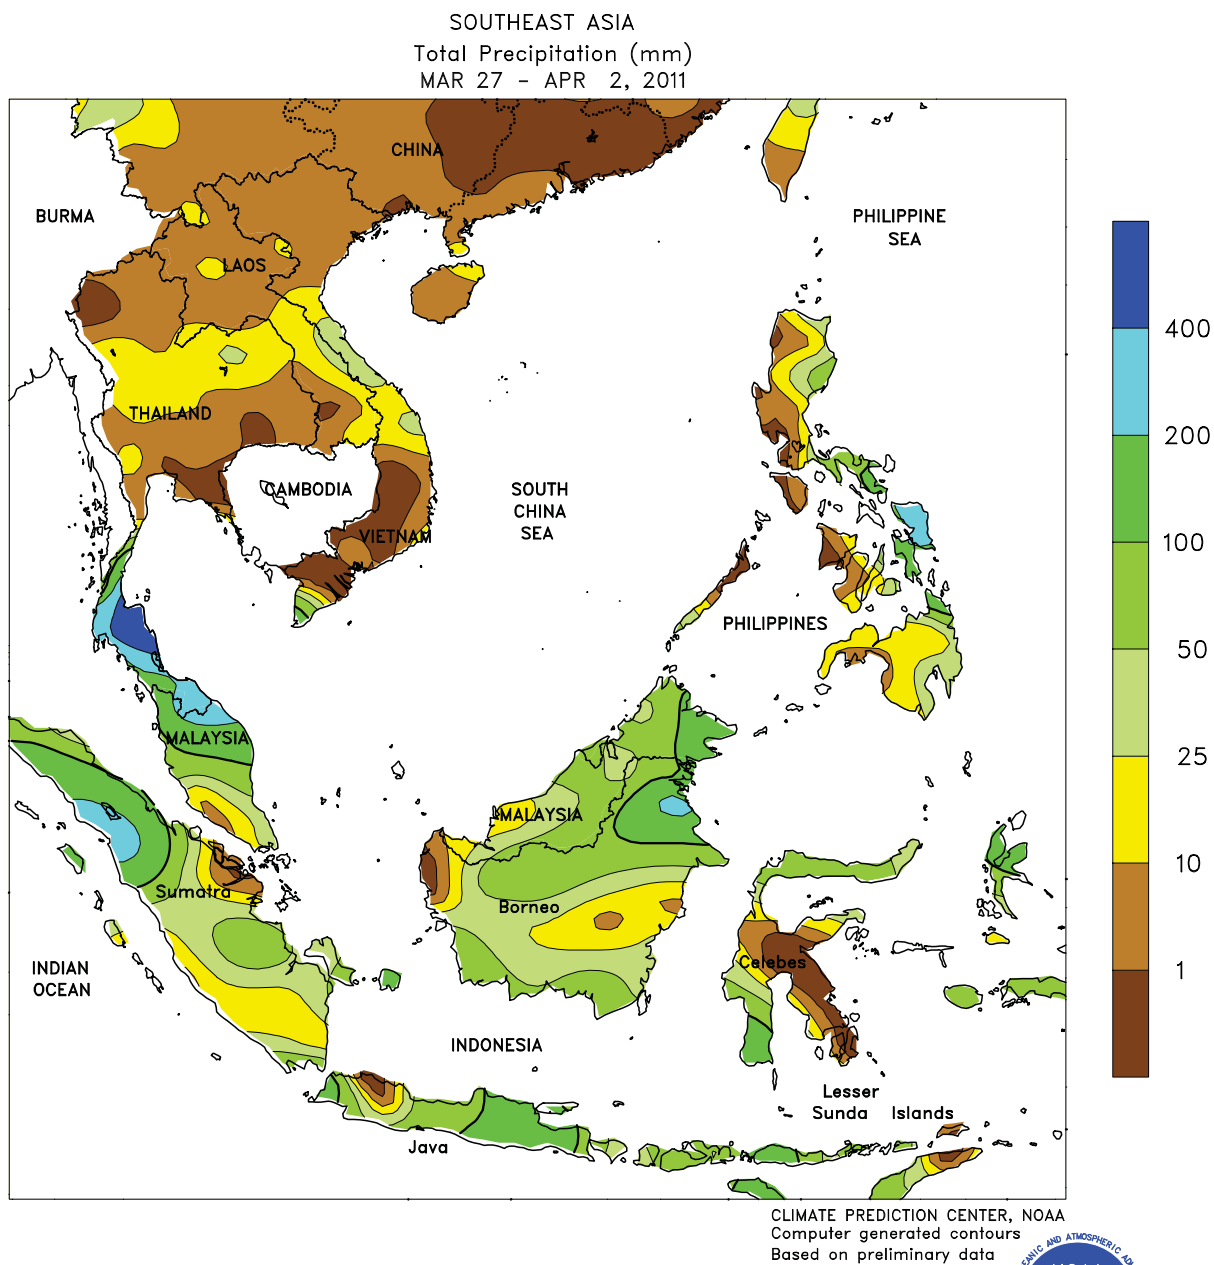 SOUTHEAST ASIA
Total Precipitation (mm)
MAR 27 - APR 2, 2011
CHINA
BURMA
PHILIPPINE
SEA
LAOS
THAILAND
CAMBODIA
SOUTH
CHINA
SEA
VIETNAM
PHILIPPINES
MALAYSIA
MALAYSIA
Sumatra
Borneo
Celebes
INDIAN
OCEAN
INDONESIA
Lesser
Sunda Islands
Java
400
200
100
50
25
10
1
CLIMATE PREDICTION CENTER, NOAA
Computer generated contours
Based on preliminary data
AND ATMOSPHERIC